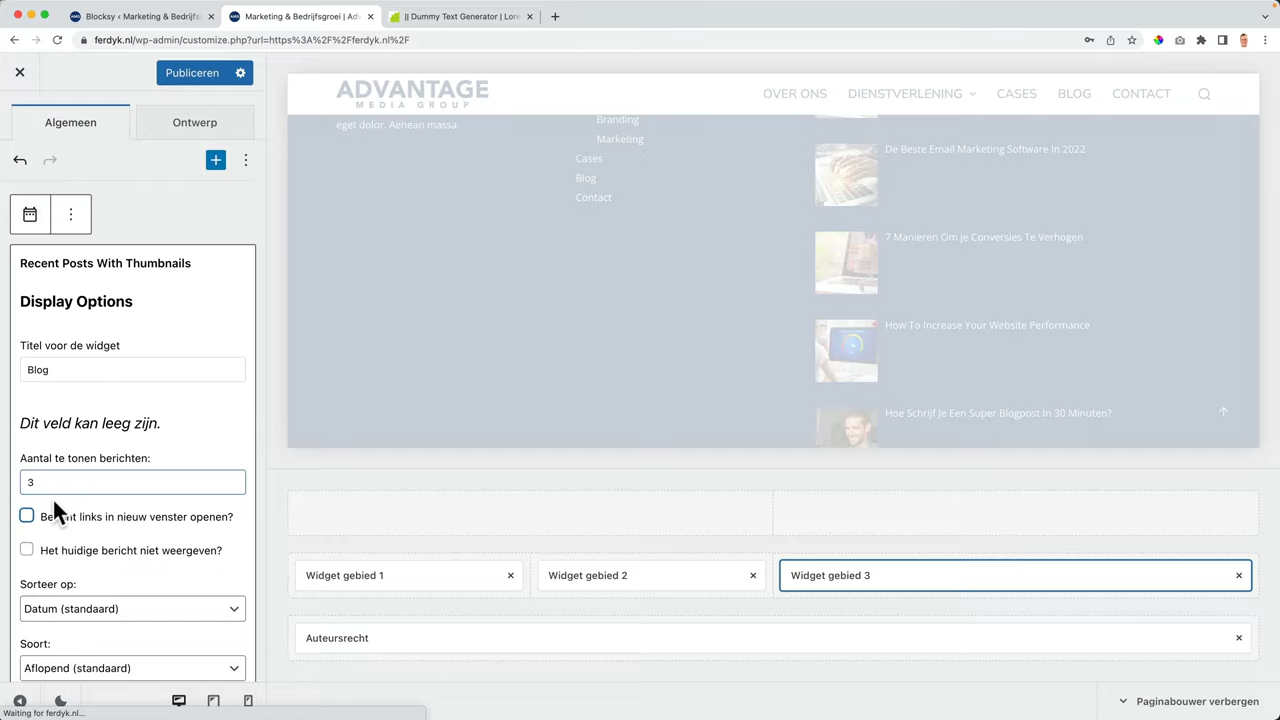 Blocksy ‹ Marketing & Bedrijfs
Marketing & Bedrijfsgroei | Adv
|| Dummy Text Generator | Lore
ferdyk.nl/wp-admin/customize.php?url=https%3A%2F%2Fferdyk.nl%2F
Publiceren
Algemeen
Ontwerp
Recent Posts With Thumbnails
Display Options
Titel voor de widget
Blog
Dit veld kan leeg zijn.
Aantal te tonen berichten:
3
links in nieuw venster openen?
Het huidige bericht niet weergeven?
Sorteer op:
Datum (standaard)
Soort:
Aflopend (standaard)
Waiting for ferdyk.nl...
ADVANTAGE
MEDIA GROUP
OVER ONS
DIENSTVERLENING
CASES
BLOG
CONTACT
eget dolor. Aenean massa.
Branding
Marketing
Cases
Blog
Contact
De Beste Email Marketing Software In 2022
7 Manieren Om je Conversies Te Verhogen
How To Increase Your Website Performance
Hoe Schrijf Je Een Super Blogpost In 30 Minuten?
Widget gebied 1
Widget gebied 2
Widget gebied 3
Auteursrecht
Paginabouwer verbergen